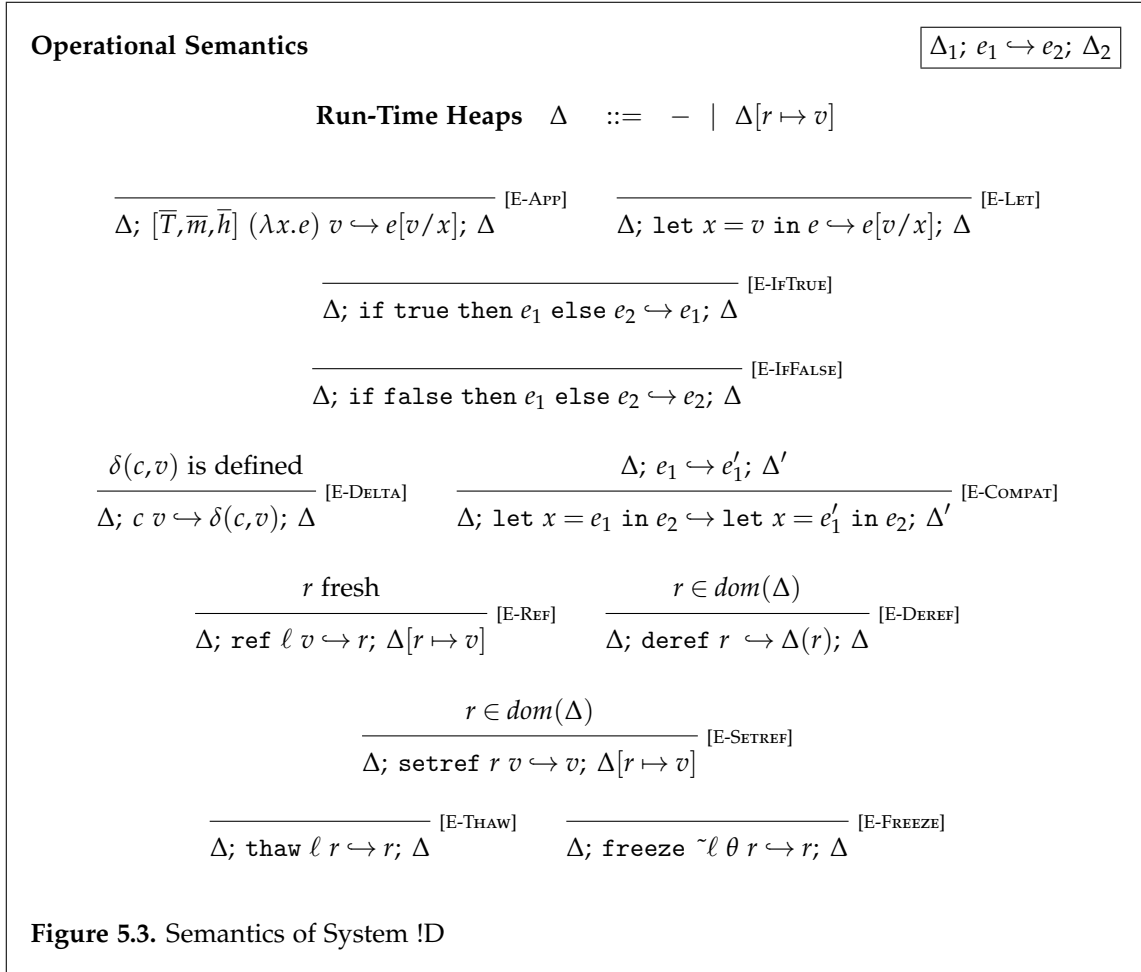 Operational Semantics    Δ₁; e₁ ↪ e₂; Δ₂
Run-Time Heaps   Δ   ::=   −   |   Δ[r ↦ v]
[E-App]    [E-Let]
Δ; [T̅, m̅, h̅] (λx.e) v ↪ e[v/x]; Δ    Δ; let x = v in e ↪ e[v/x]; Δ
[E-IfTrue]
Δ; if true then e₁ else e₂ ↪ e₁; Δ
[E-IfFalse]
Δ; if false then e₁ else e₂ ↪ e₂; Δ
δ(c, v) is defined    Δ; e₁ ↪ e₁′; Δ′
[E-Delta]    [E-Compat]
Δ; c v ↪ δ(c, v); Δ    Δ; let x = e₁ in e₂ ↪ let x = e₁′ in e₂; Δ′
r fresh    r ∈ dom(Δ)
[E-Ref]    [E-Deref]
Δ; ref ℓ v ↪ r; Δ[r ↦ v]    Δ; deref r ↪ Δ(r); Δ
r ∈ dom(Δ)
[E-Setref]
Δ; setref r v ↪ v; Δ[r ↦ v]
[E-Thaw]    [E-Freeze]
Δ; thaw ℓ r ↪ r; Δ    Δ; freeze ˜ℓ θ r ↪ r; Δ
Figure 5.3. Semantics of System !D